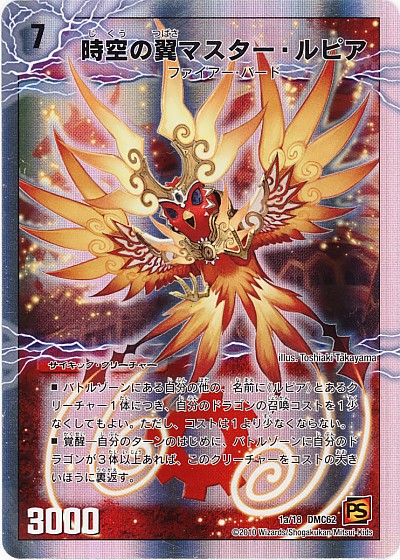 7
じくう つばさ
時空の翼マスター・ルピア
ファイアー・バード
illus. Toshiaki Takayama
サイキック・クリーチャー
■ バトルゾーンにある自分の他の、名前に《ルピア》とあるク
リーチャー1体につき、自分のドラゴンの召喚コストを1少
なくしてもよい。ただし、コストは1より少なくならない。
■ 覚醒—自分のターンのはじめに、バトルゾーンに自分のド
ラゴンが3体以上あれば、このクリーチャーをコストの大き
いほうに裏返す。
3000
1a/18 DMC62
PS
©2010 Wizards/Shogakukan/Mitsui-Kids